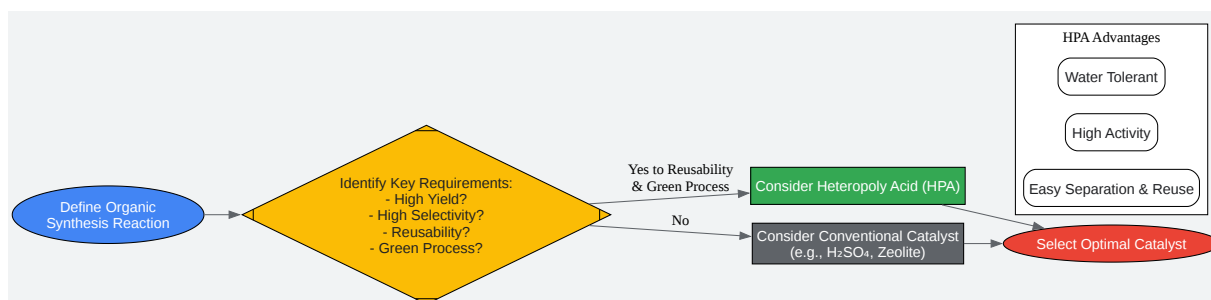 Define Organic
Synthesis Reaction
Identify Key Requirements:
- High Yield?
- High Selectivity?
- Reusability?
- Green Process?
Yes to Reusability
& Green Process
No
Consider Heteropoly Acid (HPA)
Consider Conventional Catalyst
(e.g., H₂SO₄, Zeolite)
HPA Advantages
Water Tolerant
High Activity
Easy Separation & Reuse
Select Optimal Catalyst